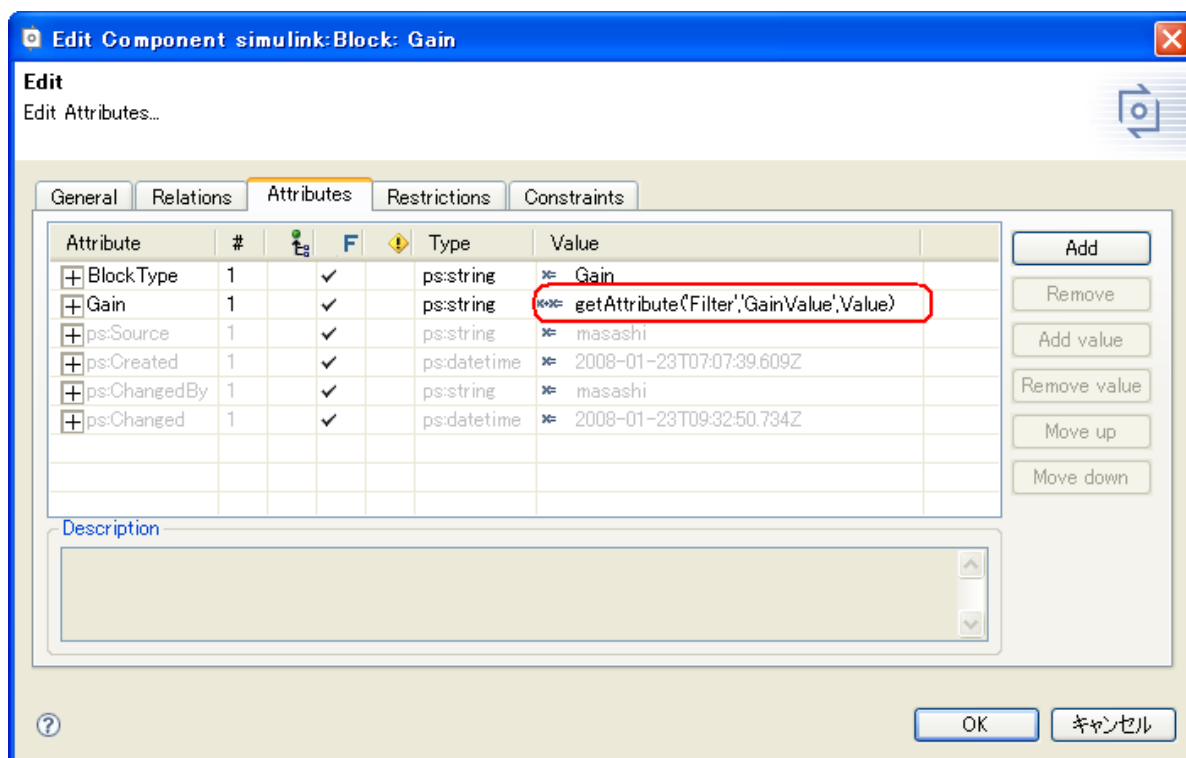 Edit Component simulink:Block: Gain
Edit
Edit Attributes...
General Relations Attributes Restrictions Constraints
Attribute # F Type Value
BlockType 1 ps:string Gain
Gain 1 ps:string getAttribute('Filter','GainValue',Value)
ps:Source 1 ps:string masashi
ps:Created 1 ps:datetime 2008-01-23T07:07:39.609Z
ps:ChangedBy 1 ps:string masashi
ps:Changed 1 ps:datetime 2008-01-23T09:32:50.734Z
Add
Remove
Add value
Remove value
Move up
Move down
Description
OK キャンセル